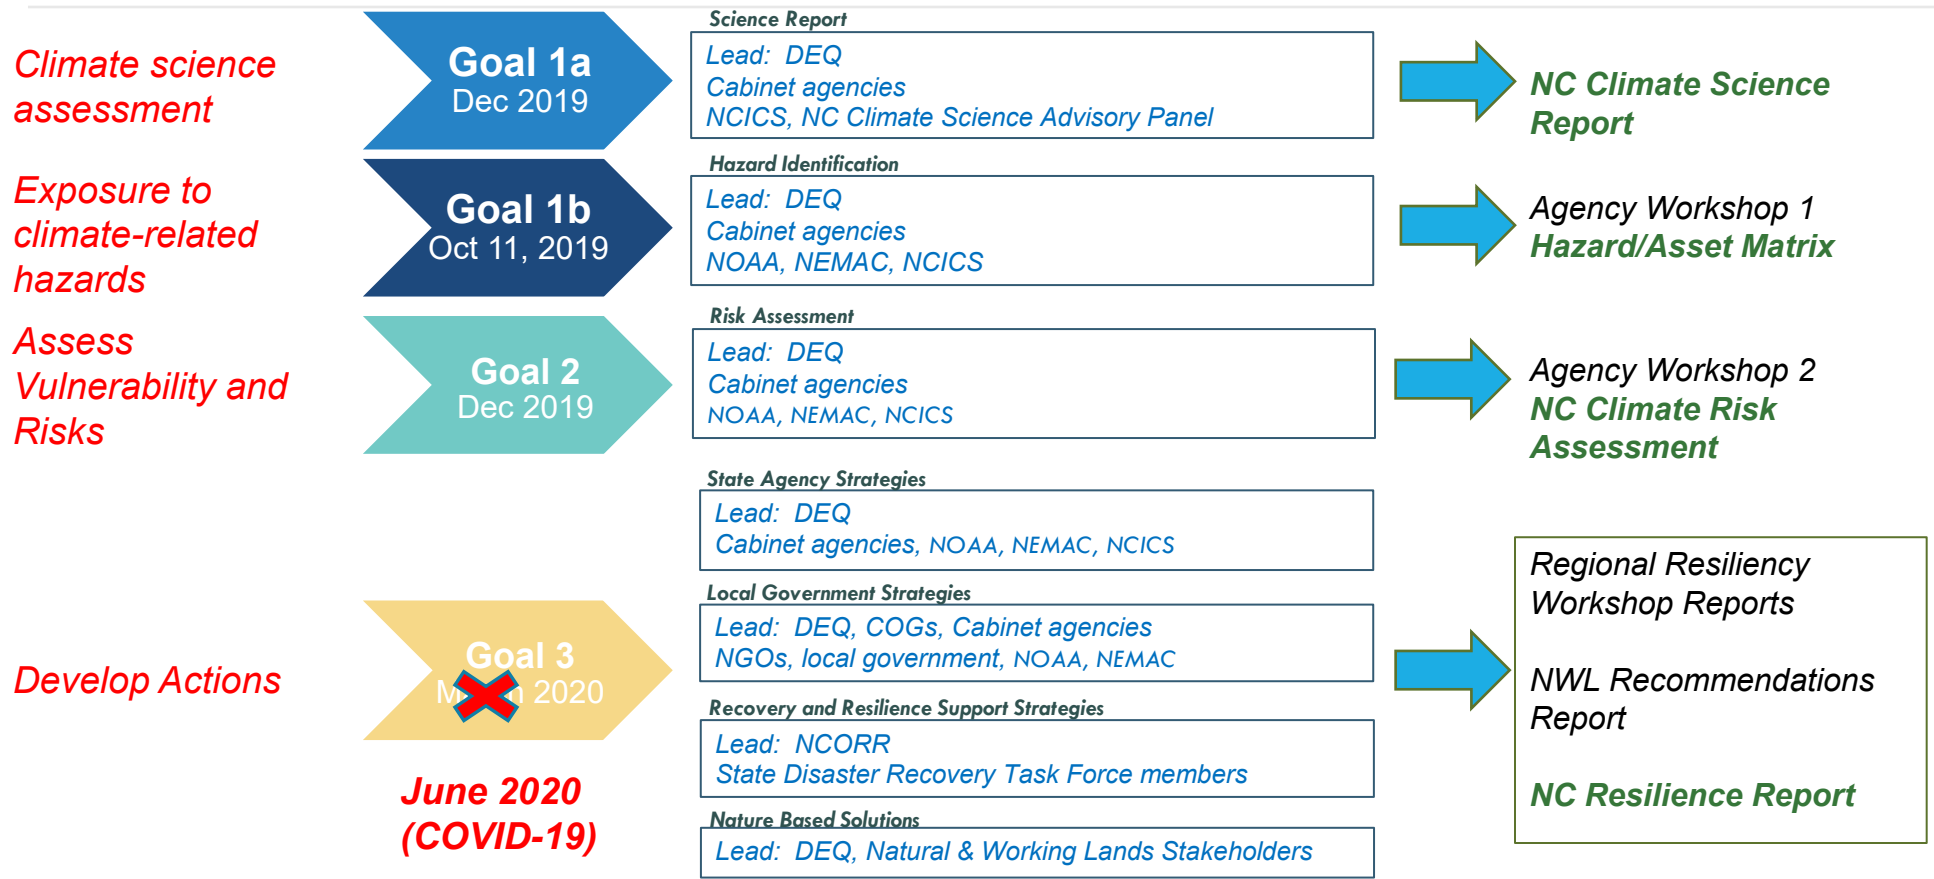 Climate science
assessment
Goal 1a
Dec 2019
Science Report
Lead: DEQ
Cabinet agencies
NCICS, NC Climate Science Advisory Panel
NC Climate Science
Report
Exposure to
climate-related
hazards
Goal 1b
Oct 11, 2019
Hazard Identification
Lead: DEQ
Cabinet agencies
NOAA, NEMAC, NCICS
Agency Workshop 1
Hazard/Asset Matrix
Assess
Vulnerability and
Risks
Goal 2
Dec 2019
Risk Assessment
Lead: DEQ
Cabinet agencies
NOAA, NEMAC, NCICS
Agency Workshop 2
NC Climate Risk
Assessment
Develop Actions
Goal 3
2020
June 2020
(COVID-19)
State Agency Strategies
Lead: DEQ
Cabinet agencies, NOAA, NEMAC, NCICS
Local Government Strategies
Lead: DEQ, COGs, Cabinet agencies
NGOs, local government, NOAA, NEMAC
Recovery and Resilience Support Strategies
Lead: NCORR
State Disaster Recovery Task Force members
Nature Based Solutions
Lead: DEQ, Natural & Working Lands Stakeholders
Regional Resiliency
Workshop Reports
NWL Recommendations
Report
NC Resilience Report